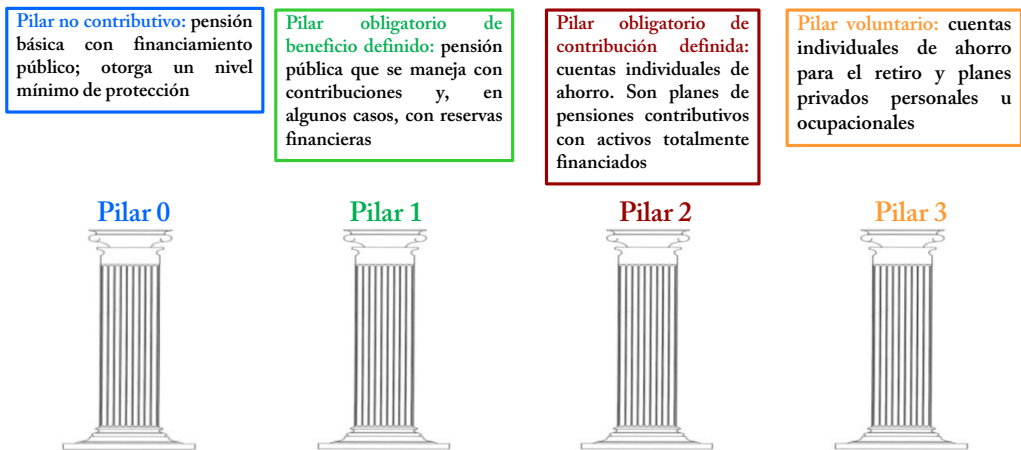 Pilar no contributivo: pensión
básica con financiamiento
público; otorga un nivel
mínimo de protección
Pilar obligatorio de
beneficio definido: pensión
pública que se maneja con
contribuciones y, en
algunos casos, con reservas
financieras
Pilar obligatorio de
contribución definida:
cuentas individuales de
ahorro. Son planes de
pensiones contributivos
con activos totalmente
financiados
Pilar voluntario: cuentas
individuales de ahorro
para el retiro y planes
privados personales u
ocupacionales
Pilar 0
Pilar 1
Pilar 2
Pilar 3